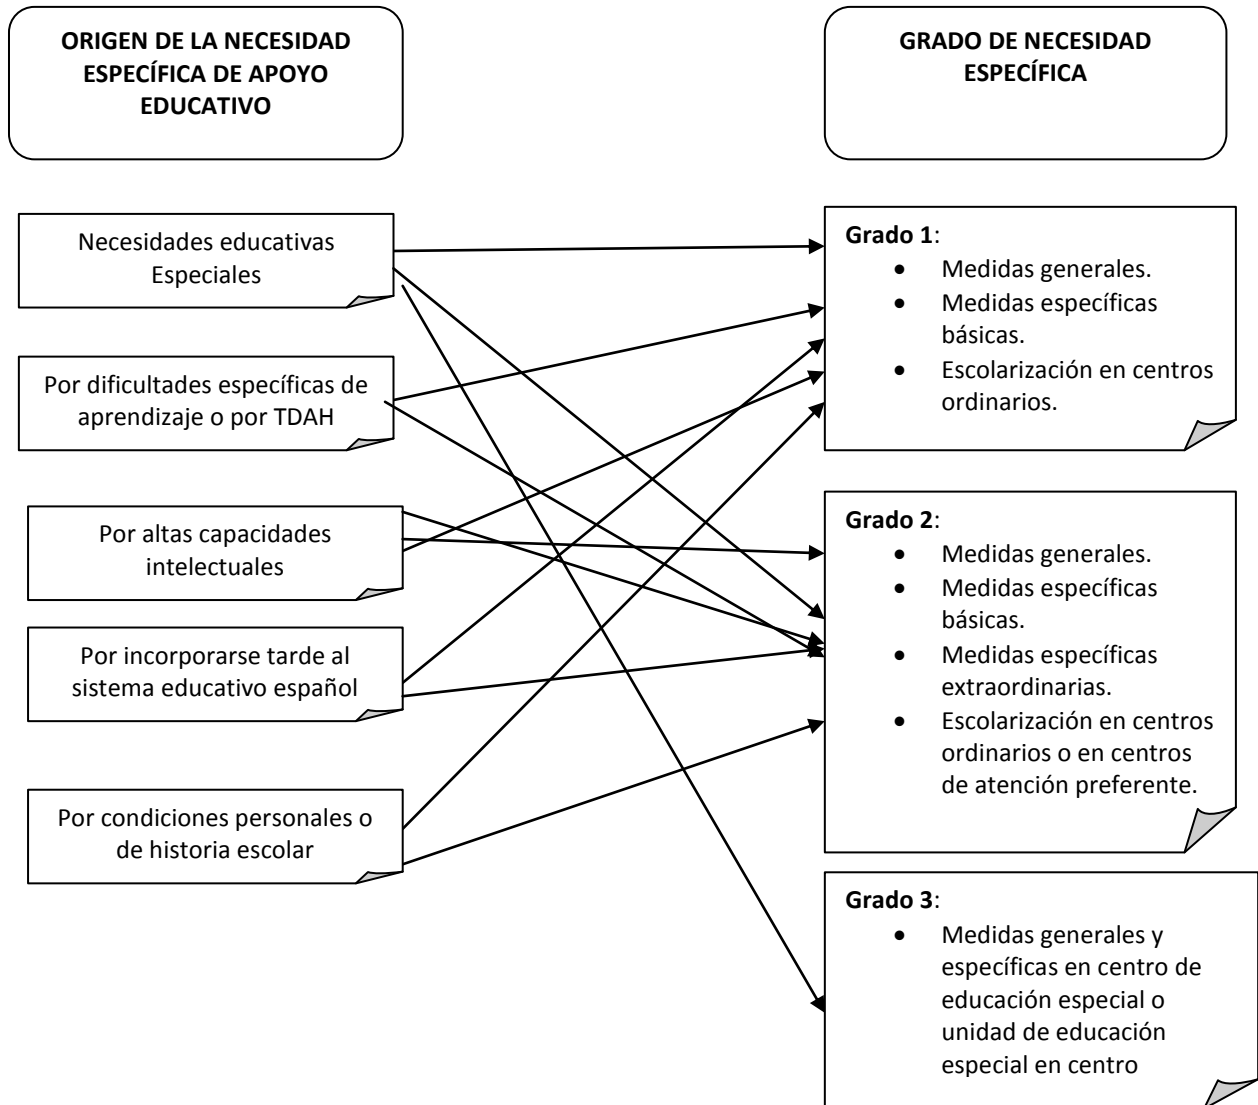 ORIGEN DE LA NECESIDAD
ESPECÍFICA DE APOYO
EDUCATIVO
GRADO DE NECESIDAD
ESPECÍFICA
Necesidades educativas
Especiales
Por dificultades específicas de
aprendizaje o por TDAH
Por altas capacidades
intelectuales
Por incorporarse tarde al
sistema educativo español
Por condiciones personales o
de historia escolar
Grado 1:
• Medidas generales.
• Medidas específicas
básicas.
• Escolarización en centros
ordinarios.
Grado 2:
• Medidas generales.
• Medidas específicas
básicas.
• Medidas específicas
extraordinarias.
• Escolarización en centros
ordinarios o en centros
de atención preferente.
Grado 3:
• Medidas generales y
específicas en centro de
educación especial o
unidad de educación
especial en centro